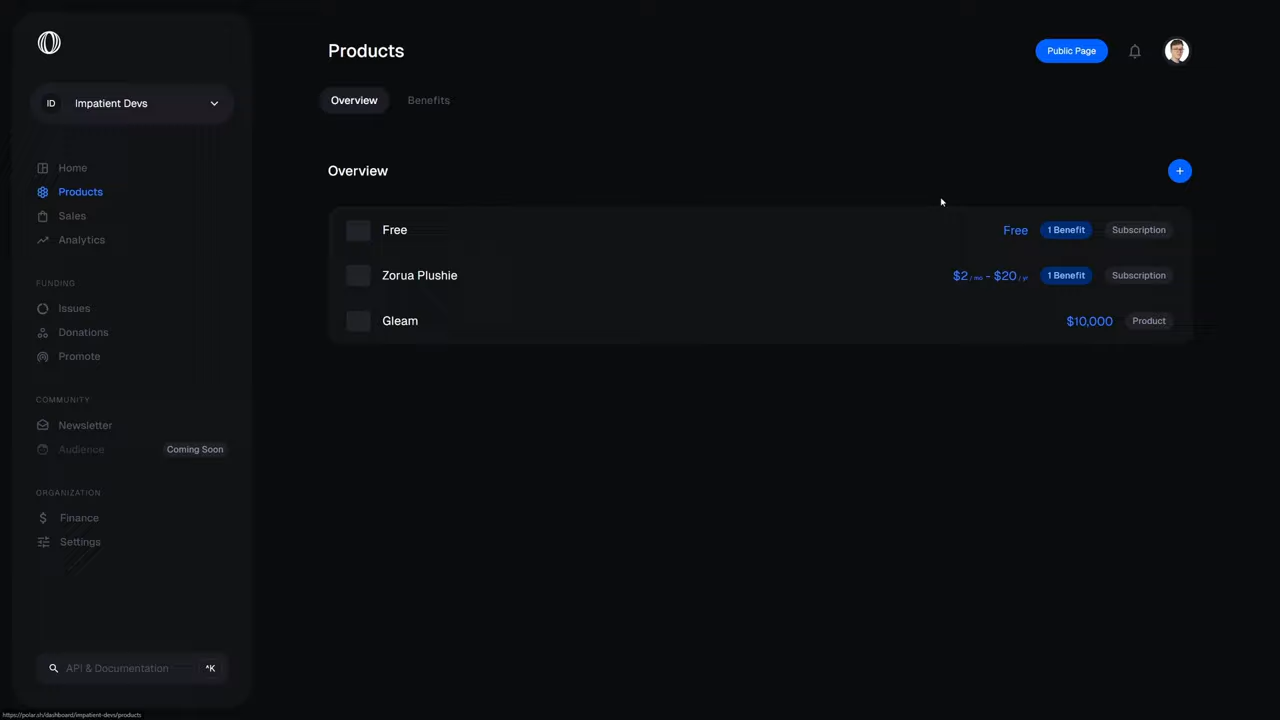 ID Impatient Devs
Home
Products
Sales
Analytics
FUNDING
Issues
Donations
Promote
COMMUNITY
Newsletter
Audience Coming Soon
ORGANIZATION
Finance
Settings
API & Documentation ^K
https://polar.sh/dashboard/impatient-devs/products
Products
Public Page
Overview Benefits
Overview
+
Free Free 1 Benefit Subscription
Zorua Plushie $2 / mo - $20 / yr 1 Benefit Subscription
Gleam $10,000 Product